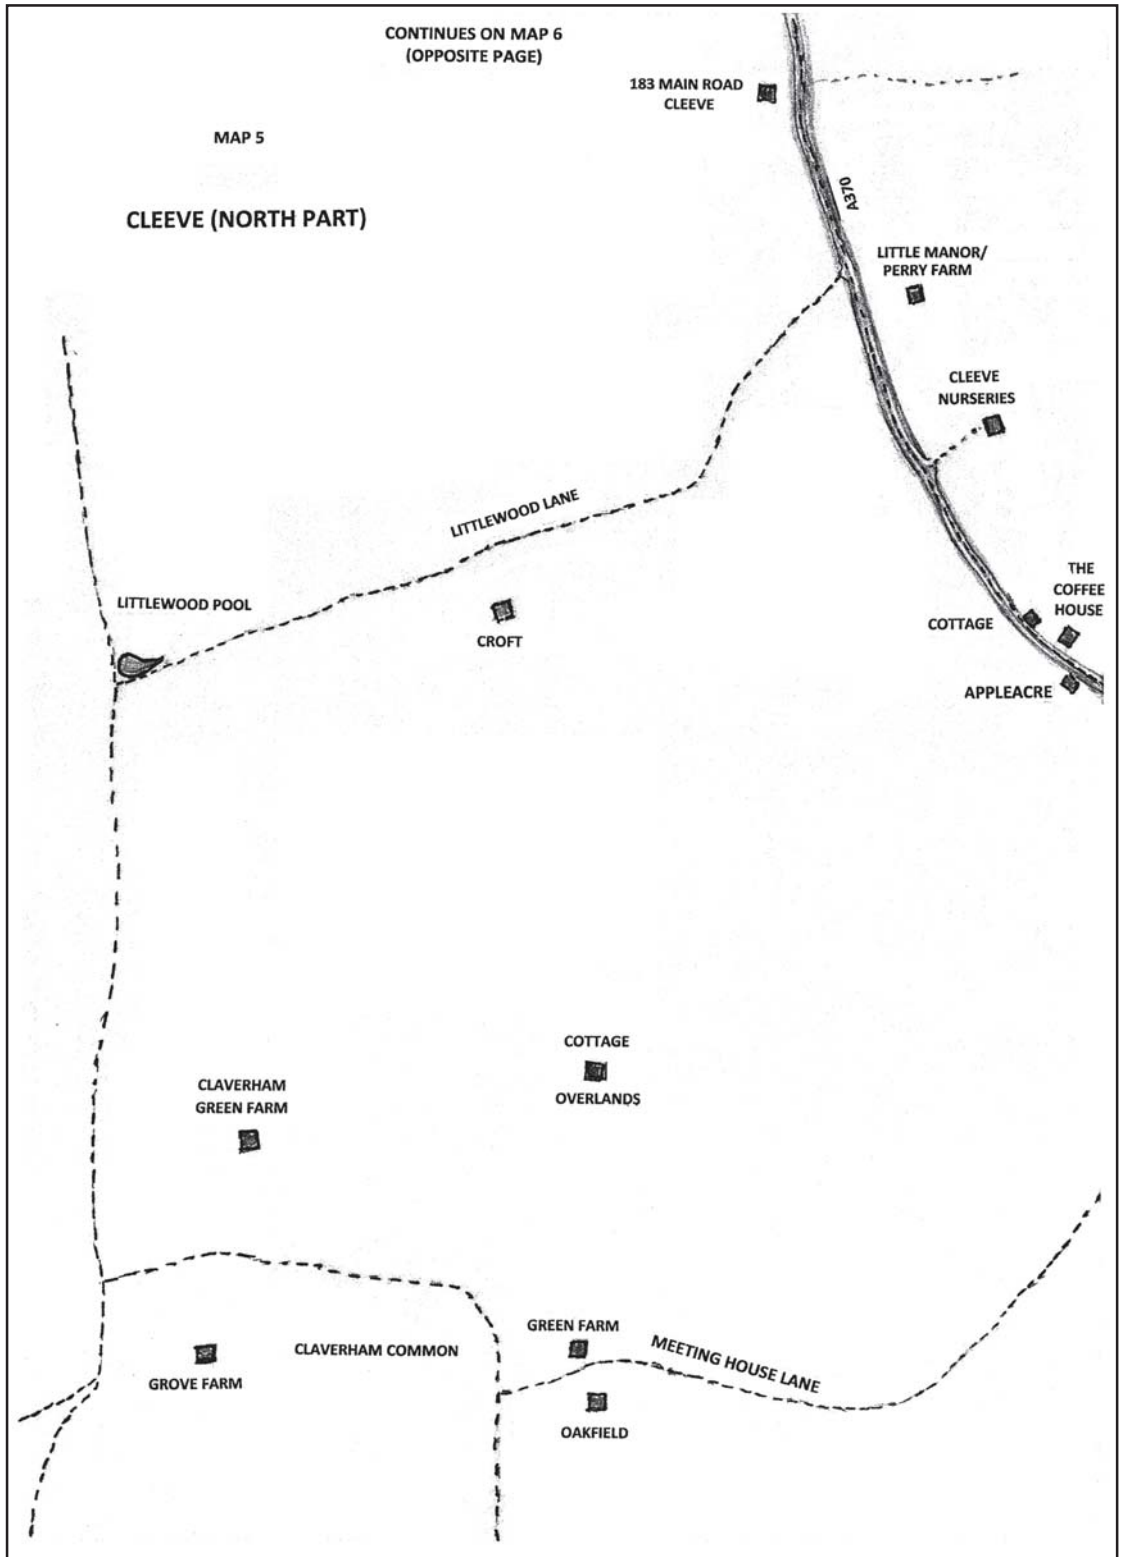 CONTINUES ON MAP 6
(OPPOSITE PAGE)
183 MAIN ROAD
CLEEVE
MAP 5
A370
CLEEVE (NORTH PART)
LITTLE MANOR/
PERRY FARM
CLEEVE
NURSERIES
LITTLEWOOD LANE
THE
COFFEE
HOUSE
LITTLEWOOD POOL
COTTAGE
CROFT
APPLEACRE
COTTAGE
OVERLANDS
CLAVERHAM
GREEN FARM
GREEN FARM
MEETING HOUSE LANE
CLAVERHAM COMMON
GROVE FARM
OAKFIELD